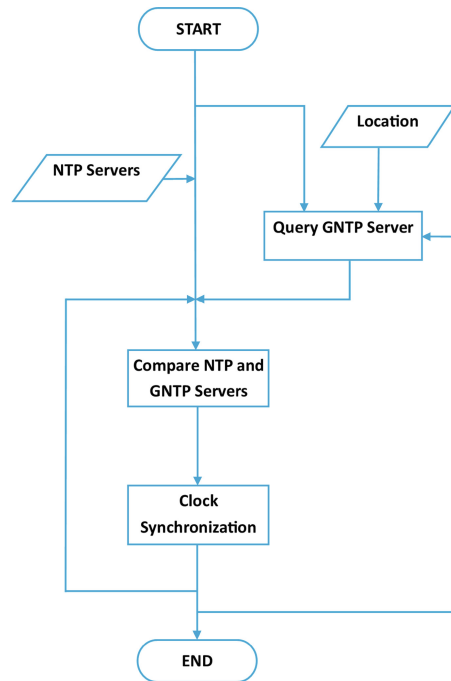 START
Location
NTP Servers
Query GNTP Server
Compare NTP and
GNTP Servers
Clock
Synchronization
END